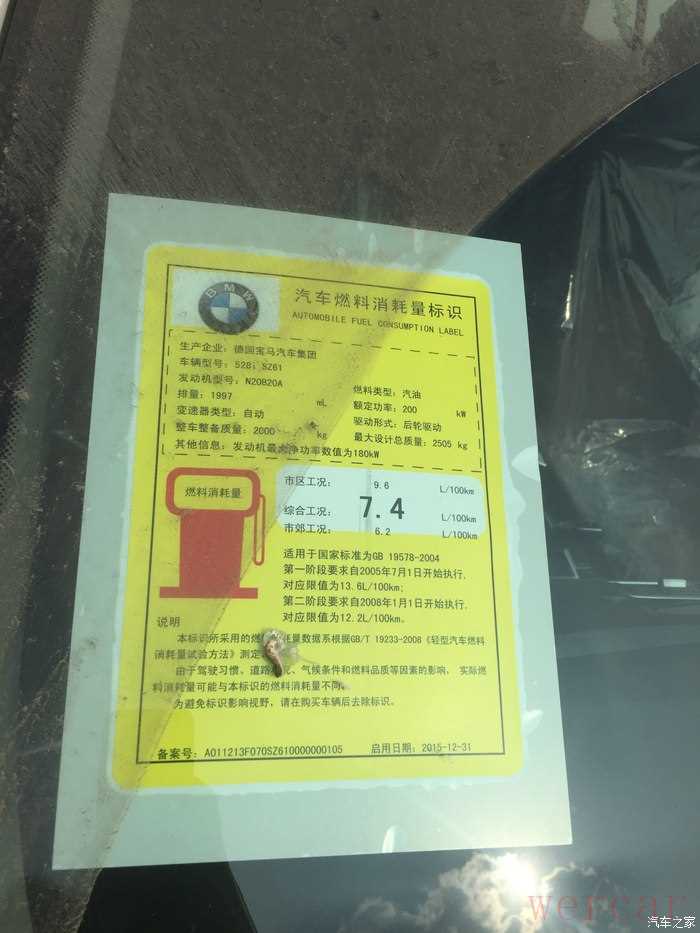 BMW
汽车燃料消耗量标识
AUTOMOBILE FUEL CONSUMPTION LABEL
生产企业：德国宝马汽车集团
车辆型号：528i SZ61
发动机型号：N20B20A 燃料类型：汽油
排量：1997 mL 额定功率：200 kW
变速器类型：自动 驱动形式：后轮驱动
整车整备质量：2000 kg 最大设计总质量：2505 kg
其他信息：发动机最大净功率数值为180kW
燃料消耗量
市区工况： 9.6 L/100km
综合工况： 7.4 L/100km
市郊工况： 6.2 L/100km
适用于国家标准为GB 19578-2004
第一阶段要求自2005年7月1日开始执行，
对应限值为13.6L/100km;
第二阶段要求自2008年1月1日开始执行，
对应限值为12.2L/100km。
说明
本标识所采用的燃 耗量数据系根据GB/T 19233-2008《轻型汽车燃料
消耗量试验方法》测定
由于驾驶习惯、道路 、气候条件和燃料品质等因素的影响， 实际燃
料消耗量可能与本标识的燃料消耗量不同。
为避免标识影响视野，请在购买车辆后去除标识。
备案号：A011213F070SZ610000000105 启用日期：2015-12-31
wercar
汽车之家